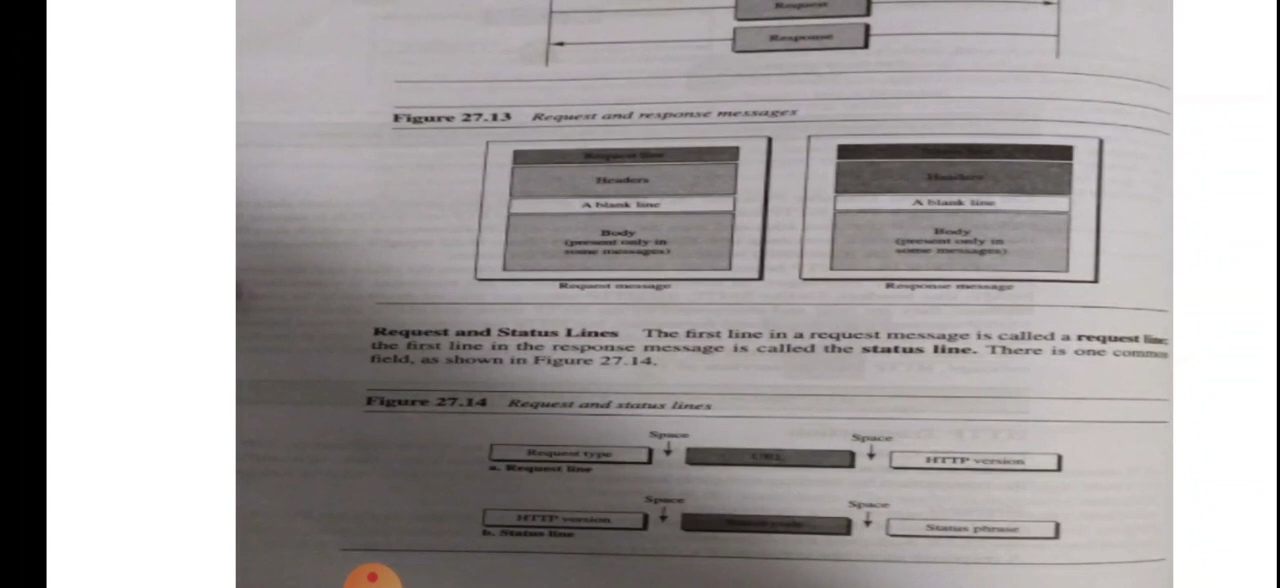 Request
Response
Figure 27.13 Request and response messages
Request line
Headers
Headers
A blank line
A blank line
Body
(present only in
some messages)
Body
(present only in
some messages)
Request message
Response message
Request and Status Lines The first line in a request message is called a request line;
the first line in the response message is called the status line. There is one common
field, as shown in Figure 27.14.
Figure 27.14 Request and status lines
Space
Space
Request type
URL
HTTP version
a. Request line
Space
Space
HTTP version
Status phrase
b. Status line